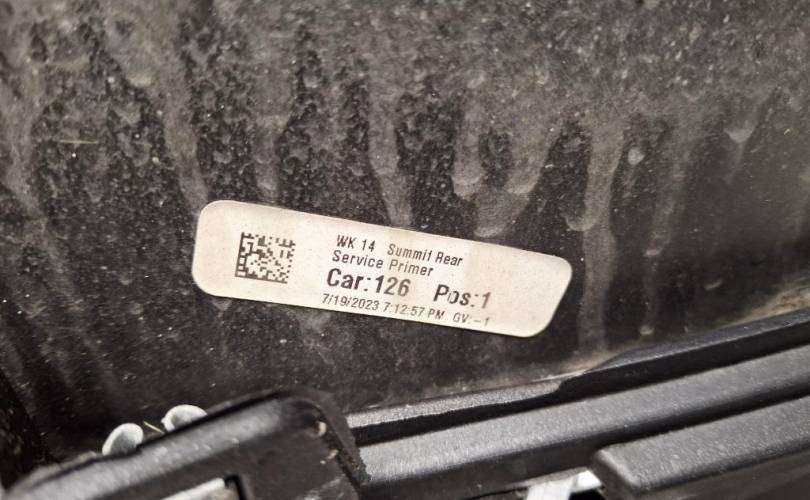 WK 14 Summit Rear
Service Primer
Car:126 Pos:1
7/19/2023 7:12:57 PM GV:-1